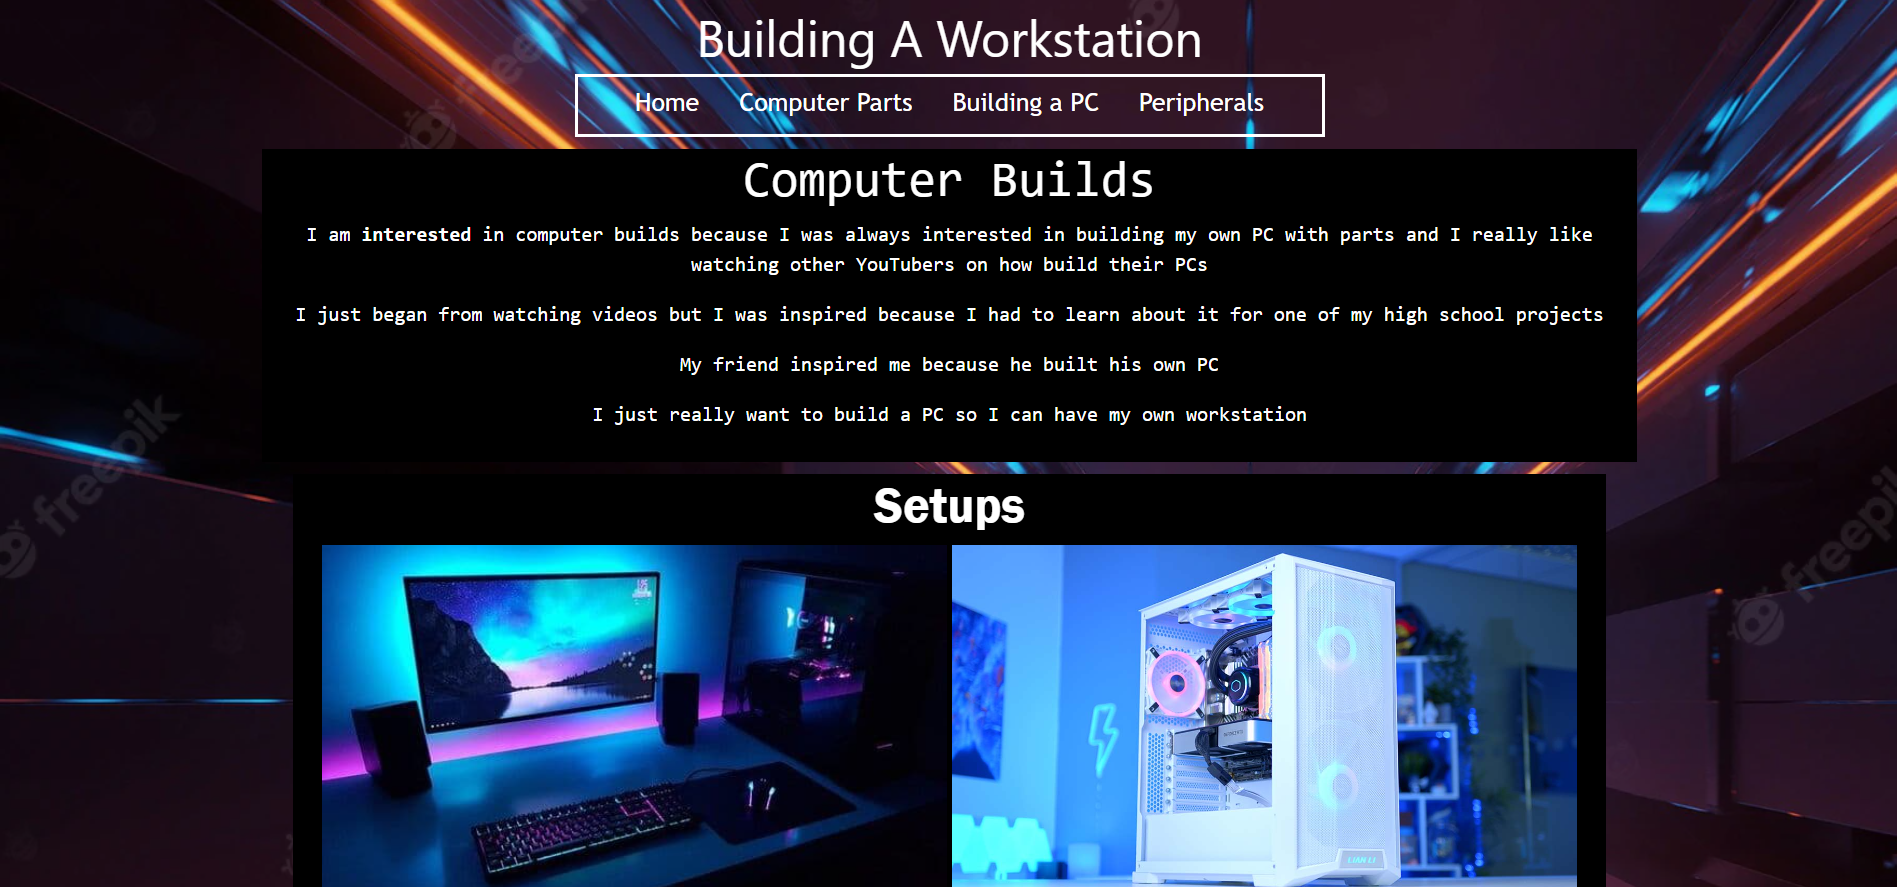 Building A Workstation
Home Computer Parts Building a PC Peripherals
Computer Builds
I am interested in computer builds because I was always interested in building my own PC with parts and I really like
watching other YouTubers on how build their PCs
I just began from watching videos but I was inspired because I had to learn about it for one of my high school projects
My friend inspired me because he built his own PC
I just really want to build a PC so I can have my own workstation
freepik
freepik
freepik
Setups
LIAN LI